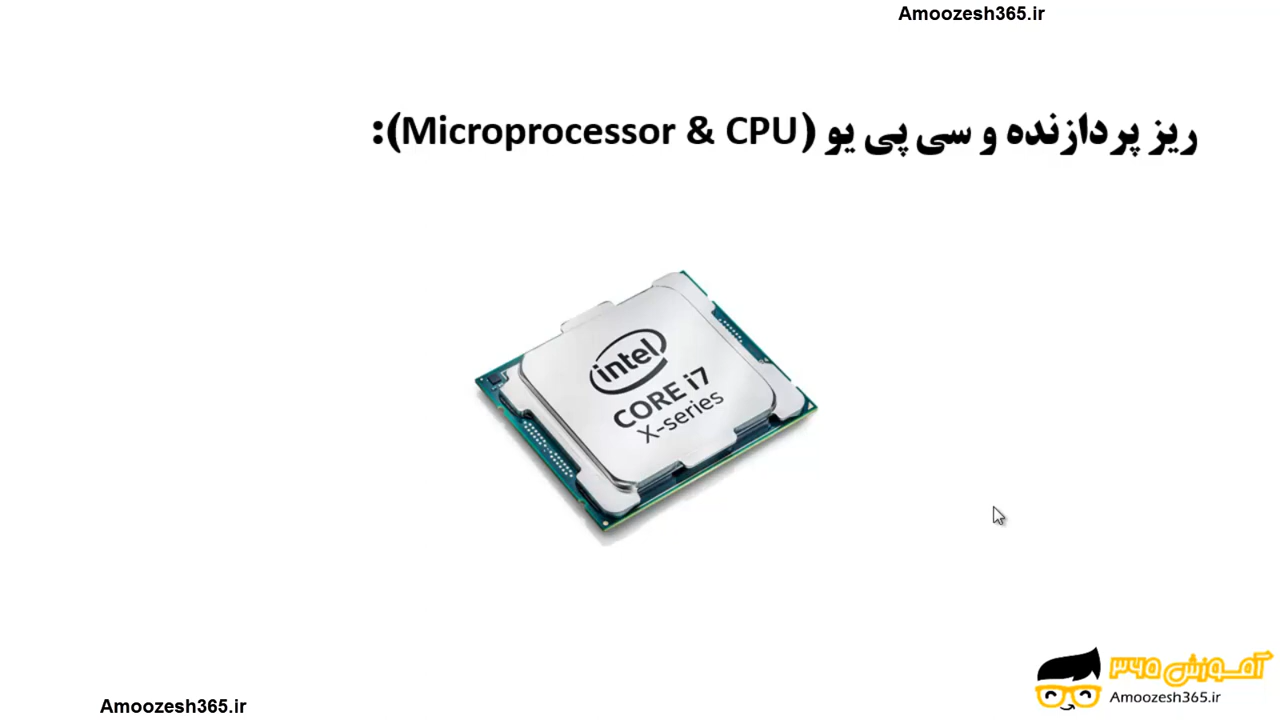 Amoozesh365.ir
ریز پردازنده و سی پی یو (Microprocessor & CPU):
intel
CORE i7
X-series
آموزش ۳۶۵
Amoozesh365.ir
Amoozesh365.ir